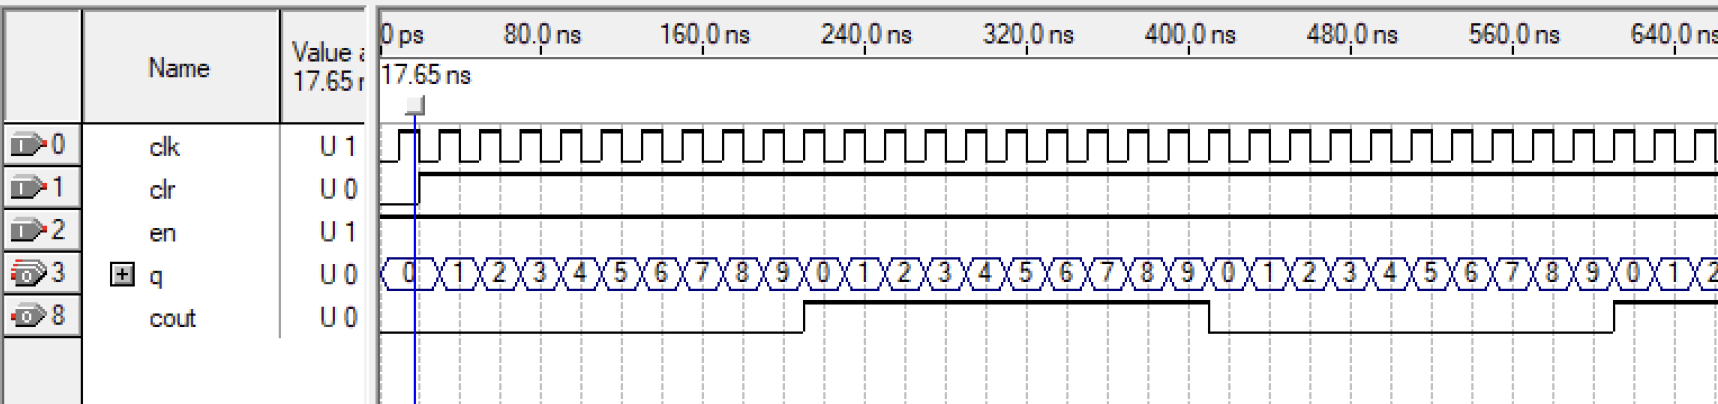 Name
Value a
17.65 r
0 ps 80.0 ns 160.0 ns 240.0 ns 320.0 ns 400.0 ns 480.0 ns 560.0 ns 640.0 ns
17.65 ns
0 clk U 1
1 clr U 0
2 en U 1
3 q U 0 0 1 2 3 4 5 6 7 8 9 0 1 2 3 4 5 6 7 8 9 0 1 2 3 4 5 6 7 8 9 0 1 2
8 cout U 0